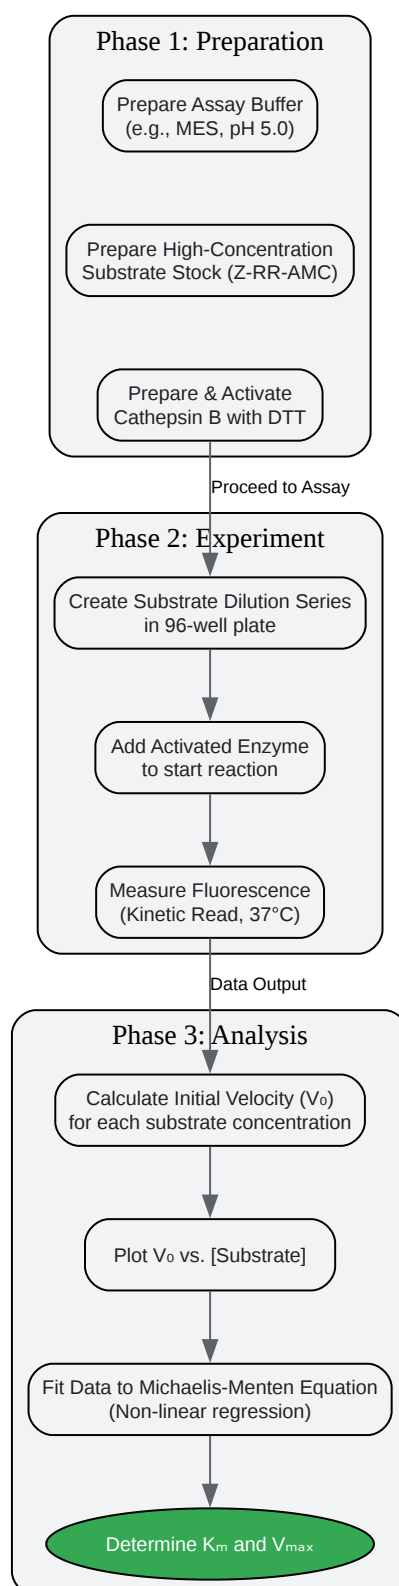 Phase 1: Preparation
Prepare Assay Buffer
(e.g., MES, pH 5.0)
Prepare High-Concentration
Substrate Stock (Z-RR-AMC)
Prepare & Activate
Cathepsin B with DTT
Proceed to Assay
Phase 2: Experiment
Create Substrate Dilution Series
in 96-well plate
Add Activated Enzyme
to start reaction
Measure Fluorescence
(Kinetic Read, 37°C)
Data Output
Phase 3: Analysis
Calculate Initial Velocity (V₀)
for each substrate concentration
Plot V₀ vs. [Substrate]
Fit Data to Michaelis-Menten Equation
(Non-linear regression)
Determine Kₘ and Vₘₐₓ